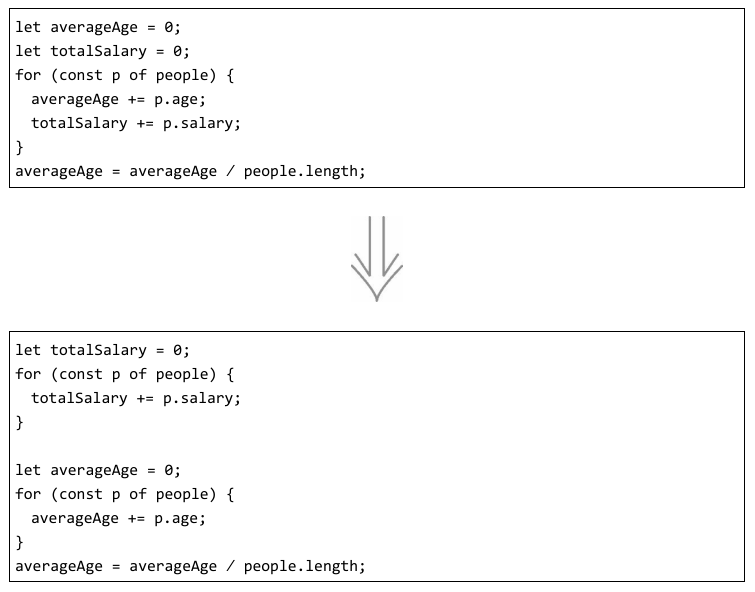 let averageAge = 0;
let totalSalary = 0;
for (const p of people) {
  averageAge += p.age;
  totalSalary += p.salary;
}
averageAge = averageAge / people.length;
let totalSalary = 0;
for (const p of people) {
  totalSalary += p.salary;
}
let averageAge = 0;
for (const p of people) {
  averageAge += p.age;
}
averageAge = averageAge / people.length;